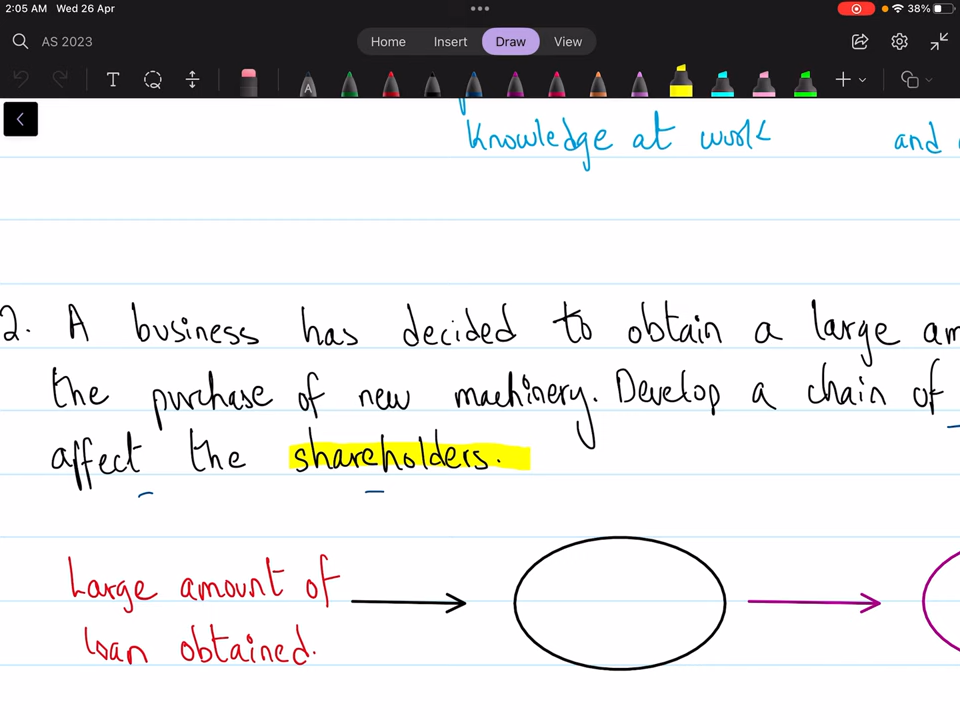 2:05 AM Wed 26 Apr
38%
AS 2023
Home Insert Draw View
T
A
knowledge at work
and
2. A business has decided to obtain a large am
the purchase of new machinery. Develop a chain of
affect the shareholders.
Large amount of
loan obtained.